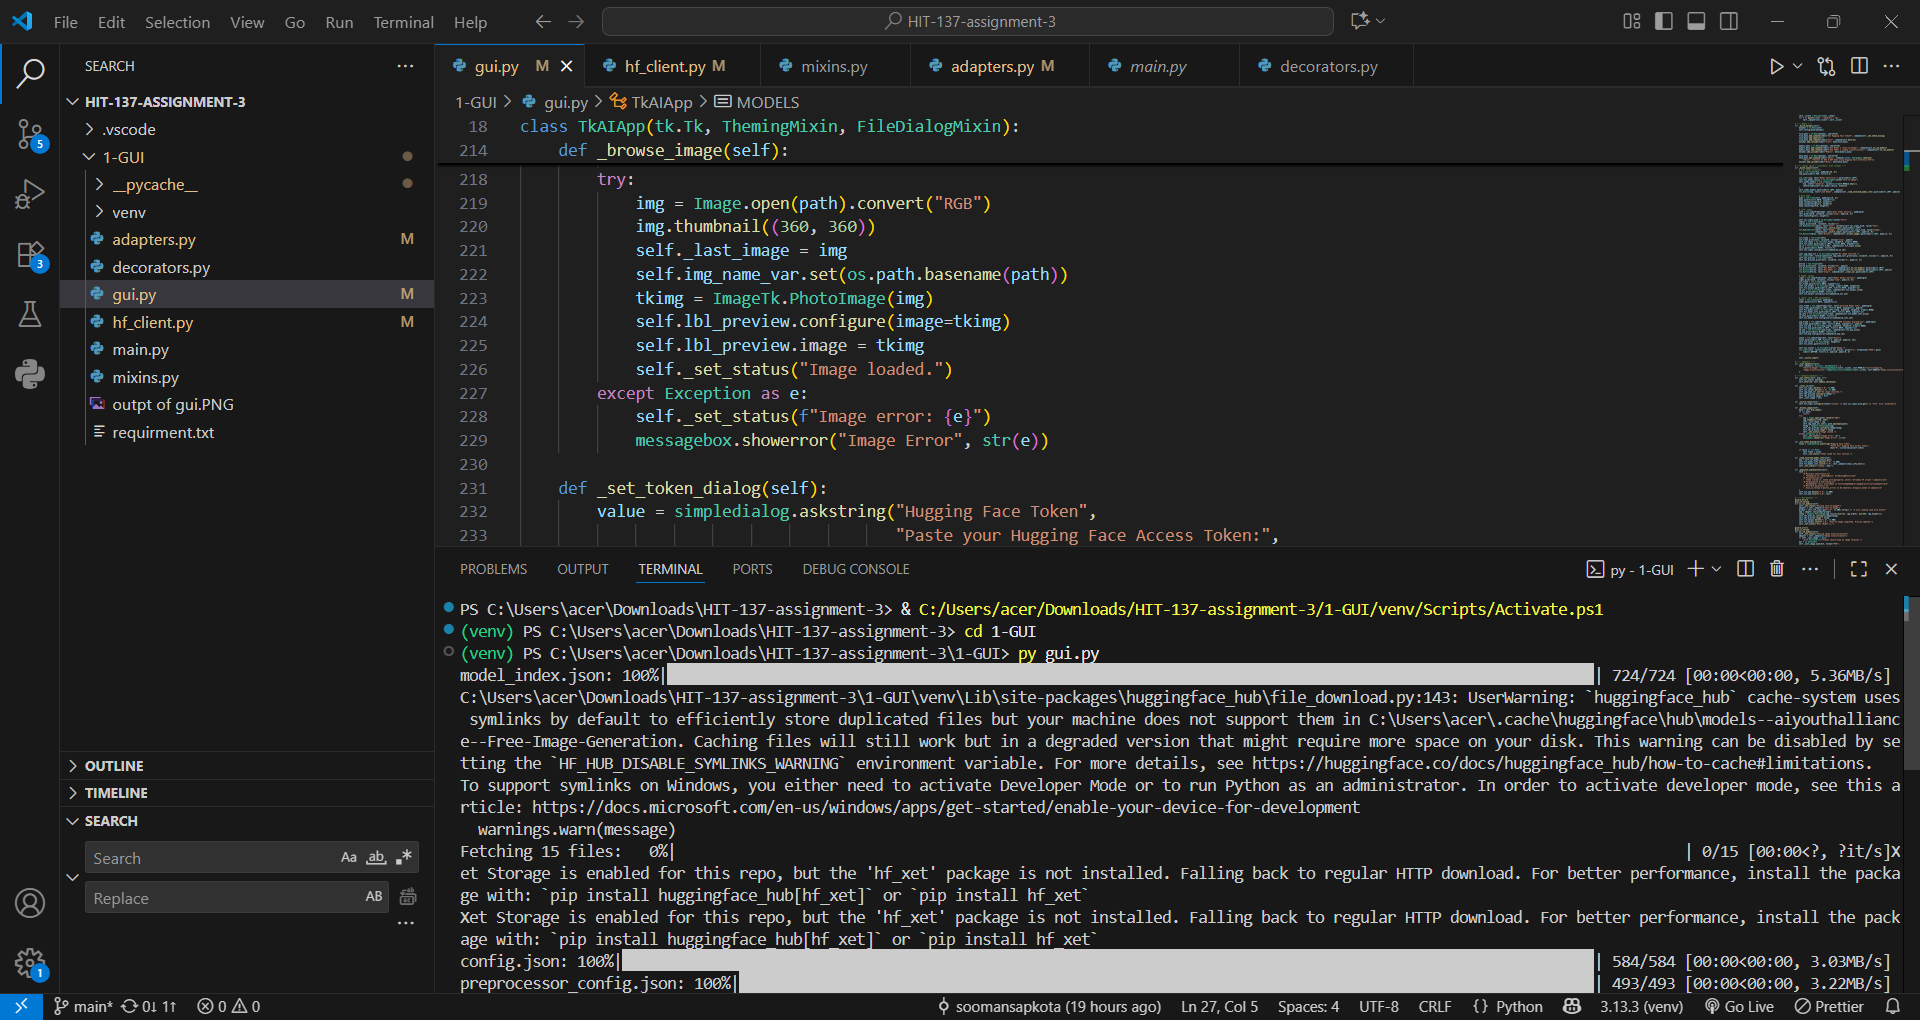 File Edit Selection View Go Run Terminal Help
HIT-137-assignment-3
SEARCH
HIT-137-ASSIGNMENT-3
.vscode
1-GUI
__pycache__
venv
adapters.py M
decorators.py
gui.py M
hf_client.py M
main.py
mixins.py
outpt of gui.PNG
requirment.txt
OUTLINE
TIMELINE
SEARCH
Search Aa ab .*
Replace AB
5
3
1
gui.py M
hf_client.py M
mixins.py
adapters.py M
main.py
decorators.py
1-GUI > gui.py > TkAIApp > MODELS
18 class TkAIApp(tk.Tk, ThemingMixin, FileDialogMixin):
214 def _browse_image(self):
218 try:
219 img = Image.open(path).convert("RGB")
220 img.thumbnail((360, 360))
221 self._last_image = img
222 self.img_name_var.set(os.path.basename(path))
223 tkimg = ImageTk.PhotoImage(img)
224 self.lbl_preview.configure(image=tkimg)
225 self.lbl_preview.image = tkimg
226 self._set_status("Image loaded.")
227 except Exception as e:
228 self._set_status(f"Image error: {e}")
229 messagebox.showerror("Image Error", str(e))
230
231 def _set_token_dialog(self):
232 value = simpledialog.askstring("Hugging Face Token",
233 "Paste your Hugging Face Access Token:",
PROBLEMS OUTPUT TERMINAL PORTS DEBUG CONSOLE
py - 1-GUI
PS C:\Users\acer\Downloads\HIT-137-assignment-3> & C:/Users/acer/Downloads/HIT-137-assignment-3/1-GUI/venv/Scripts/Activate.ps1
(venv) PS C:\Users\acer\Downloads\HIT-137-assignment-3> cd 1-GUI
(venv) PS C:\Users\acer\Downloads\HIT-137-assignment-3\1-GUI> py gui.py
model_index.json: 100%| | 724/724 [00:00<00:00, 5.36MB/s]
C:\Users\acer\Downloads\HIT-137-assignment-3\1-GUI\venv\Lib\site-packages\huggingface_hub\file_download.py:143: UserWarning: `huggingface_hub` cache-system uses
symlinks by default to efficiently store duplicated files but your machine does not support them in C:\Users\acer\.cache\huggingface\hub\models--aiyouthallianc
e--Free-Image-Generation. Caching files will still work but in a degraded version that might require more space on your disk. This warning can be disabled by se
tting the `HF_HUB_DISABLE_SYMLINKS_WARNING` environment variable. For more details, see https://huggingface.co/docs/huggingface_hub/how-to-cache#limitations.
To support symlinks on Windows, you either need to activate Developer Mode or to run Python as an administrator. In order to activate developer mode, see this a
rticle: https://docs.microsoft.com/en-us/windows/apps/get-started/enable-your-device-for-development
warnings.warn(message)
Fetching 15 files: 0%| | 0/15 [00:00<?, ?it/s]X
et Storage is enabled for this repo, but the 'hf_xet' package is not installed. Falling back to regular HTTP download. For better performance, install the packa
ge with: `pip install huggingface_hub[hf_xet]` or `pip install hf_xet`
Xet Storage is enabled for this repo, but the 'hf_xet' package is not installed. Falling back to regular HTTP download. For better performance, install the pack
age with: `pip install huggingface_hub[hf_xet]` or `pip install hf_xet`
config.json: 100%| | 584/584 [00:00<00:00, 3.03MB/s]
preprocessor_config.json: 100%| | 493/493 [00:00<00:00, 3.22MB/s]
main* 0↓ 1↑ 0 0 soomansapkota (19 hours ago) Ln 27, Col 5 Spaces: 4 UTF-8 CRLF {} Python 3.13.3 (venv) Go Live Prettier